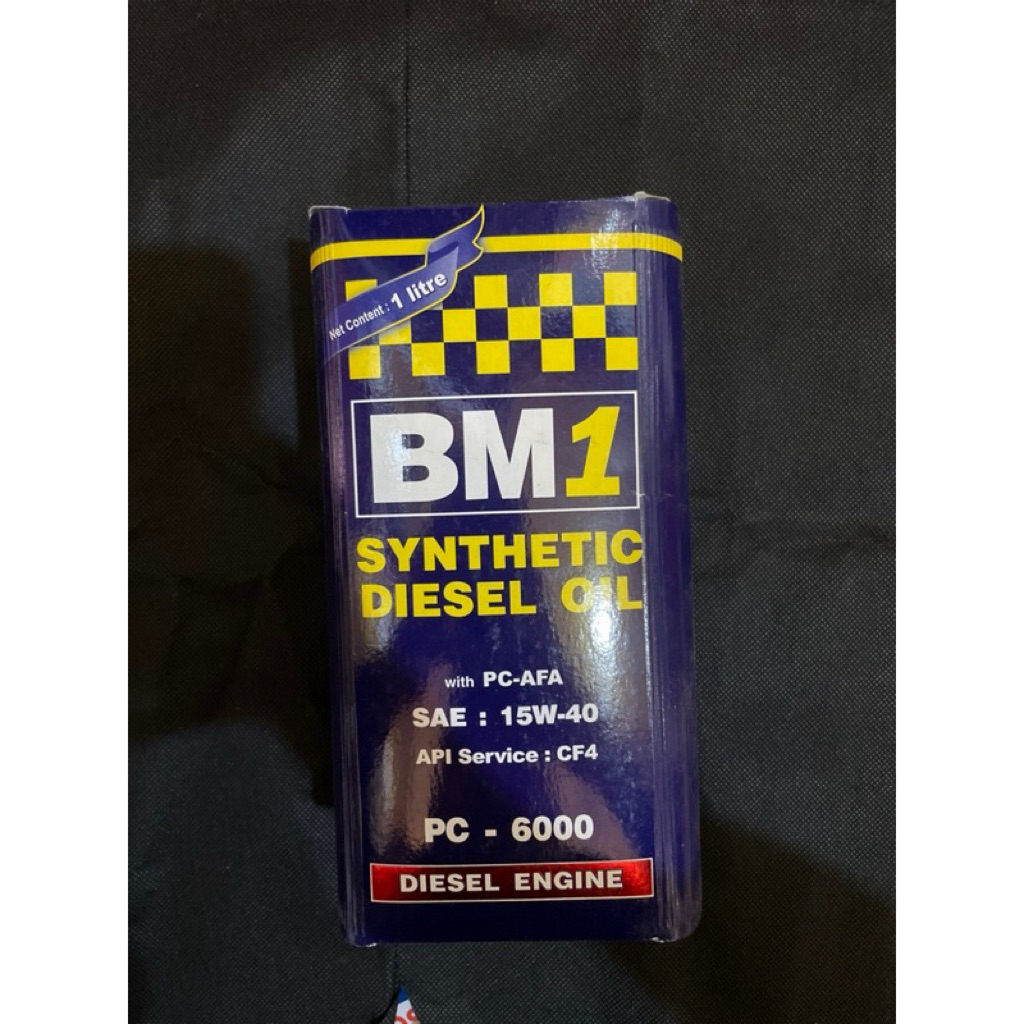 Net Content : 1 litre
BM1
SYNTHETIC
DIESEL OIL
with PC-AFA
SAE : 15W-40
API Service : CF4
PC - 6000
DIESEL ENGINE